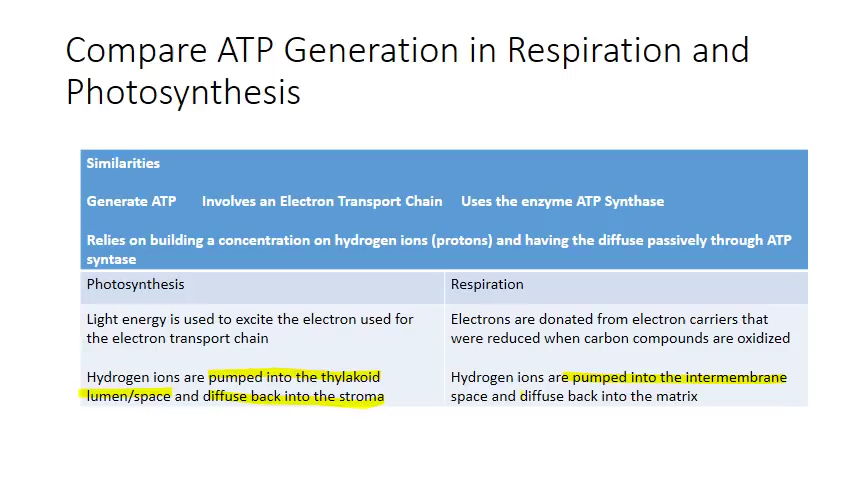 Compare ATP Generation in Respiration and
Photosynthesis
Similarities
Generate ATP Involves an Electron Transport Chain Uses the enzyme ATP Synthase
Relies on building a concentration on hydrogen ions (protons) and having the diffuse passively through ATP
syntase
Photosynthesis
Light energy is used to excite the electron used for
the electron transport chain
Hydrogen ions are pumped into the thylakoid
lumen/space and diffuse back into the stroma
Respiration
Electrons are donated from electron carriers that
were reduced when carbon compounds are oxidized
Hydrogen ions are pumped into the intermembrane
space and diffuse back into the matrix